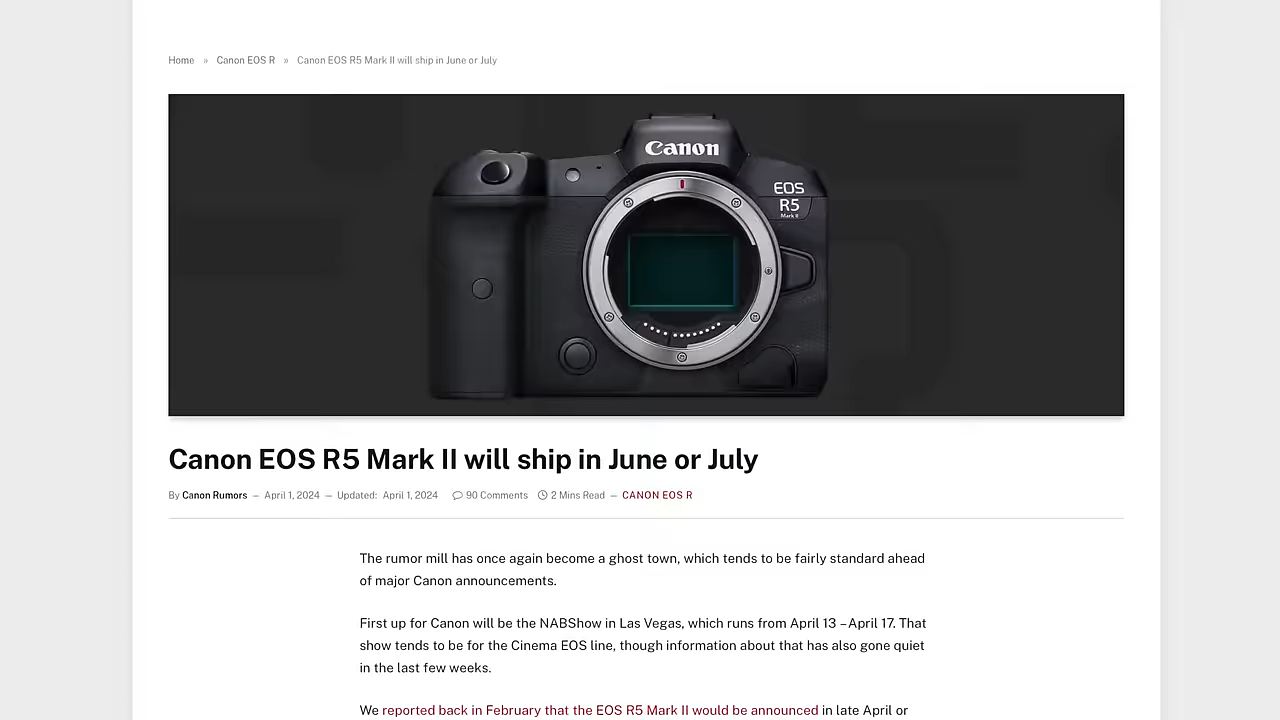 Home » Canon EOS R » Canon EOS R5 Mark II will ship in June or July
Canon
EOS
R5
Mark II
Canon EOS R5 Mark II will ship in June or July
By Canon Rumors — April 1, 2024 — Updated: April 1, 2024 90 Comments 2 Mins Read — CANON EOS R
The rumor mill has once again become a ghost town, which tends to be fairly standard ahead
of major Canon announcements.
First up for Canon will be the NABShow in Las Vegas, which runs from April 13 – April 17. That
show tends to be for the Cinema EOS line, though information about that has also gone quiet
in the last few weeks.
We reported back in February that the EOS R5 Mark II would be announced in late April or